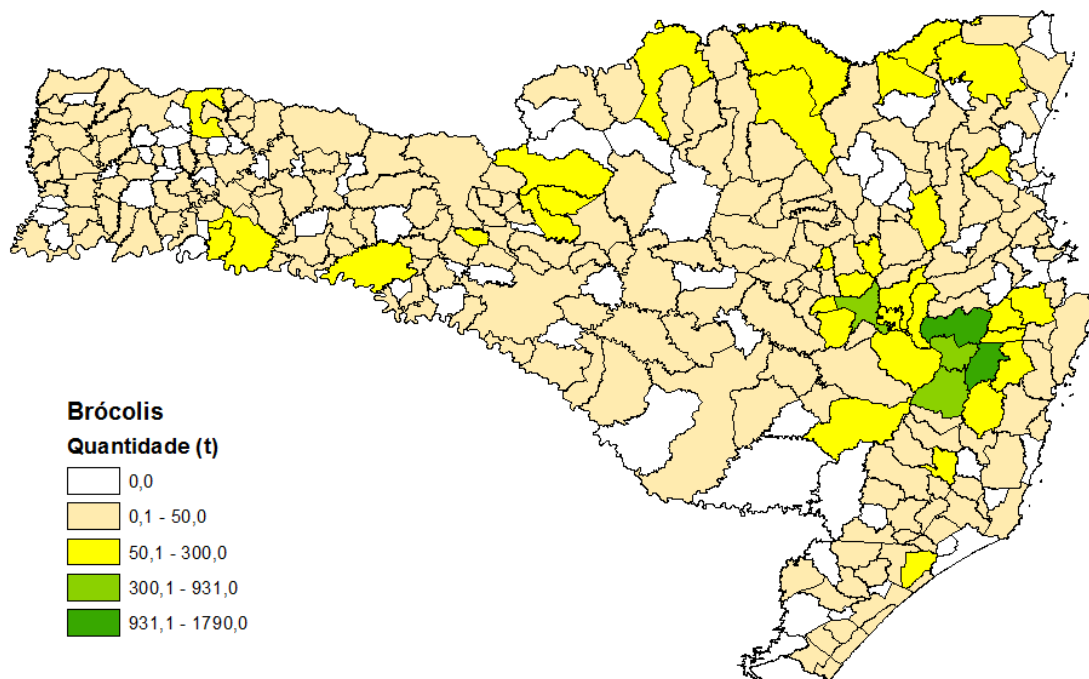 Brócolis
Quantidade (t)
0,0
0,1 - 50,0
50,1 - 300,0
300,1 - 931,0
931,1 - 1790,0